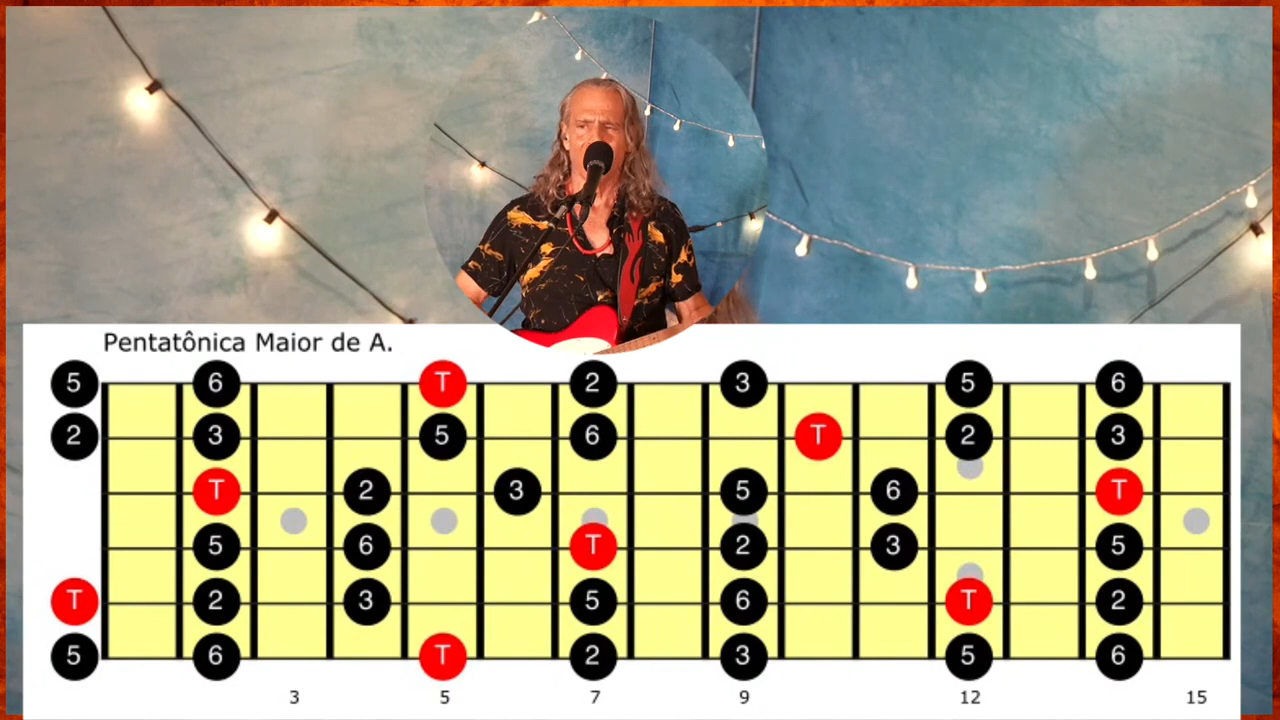 Pentatônica Maior de A.
5 6 T 2 3 5 6
2 3 5 6 T 2 3
T 2 3 5 6 T
5 6 T 2 3 5
T 2 3 5 6 T 2
5 6 T 2 3 5 6
3 5 7 9 12 15